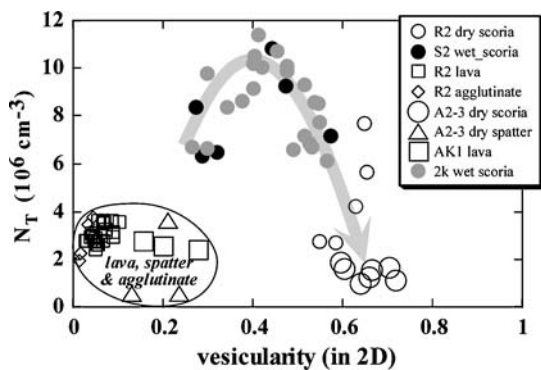 12
10
8
6
4
2
0
N_T (10^6 cm^-3)
R2 dry scoria
S2 wet_scoria
R2 lava
R2 agglutinate
A2-3 dry scoria
A2-3 dry spatter
AK1 lava
2k wet scoria
lava, spatter
& agglutinate
0 0.2 0.4 0.6 0.8 1
vesicularity (in 2D)